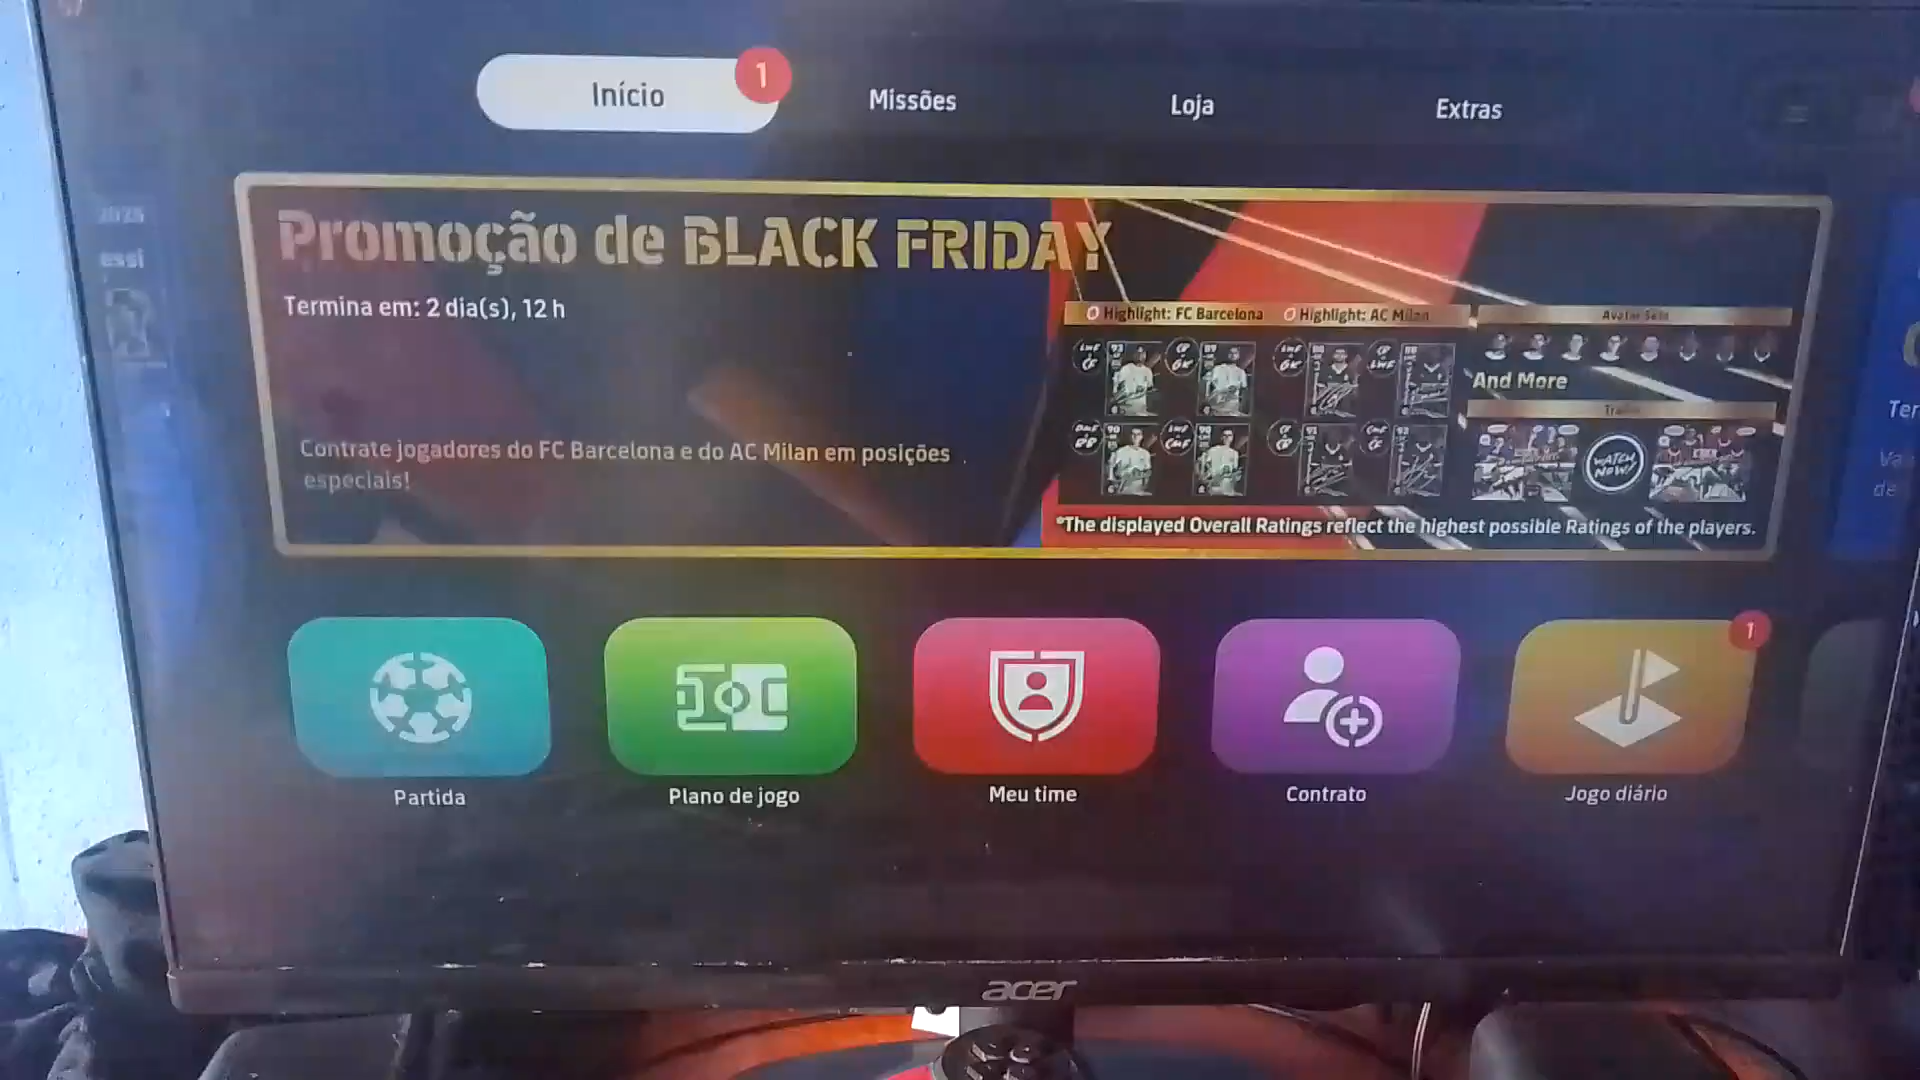 Início
1
Missões
Loja
Extras
Promoção de BLACK FRIDAY
Termina em: 2 dia(s), 12 h
Contrate jogadores do FC Barcelona e do AC Milan em posições
especiais!
Highlight: FC Barcelona
Highlight: AC Milan
And More
WATCH
NOW!
*The displayed Overall Ratings reflect the highest possible Ratings of the players.
1
Partida
Plano de jogo
Meu time
Contrato
Jogo diário
acer